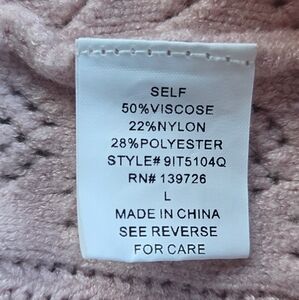 SELF
50%VISCOSE
22%NYLON
28%POLYESTER
STYLE# 9IT5104Q
RN# 139726
L
MADE IN CHINA
SEE REVERSE
FOR CARE